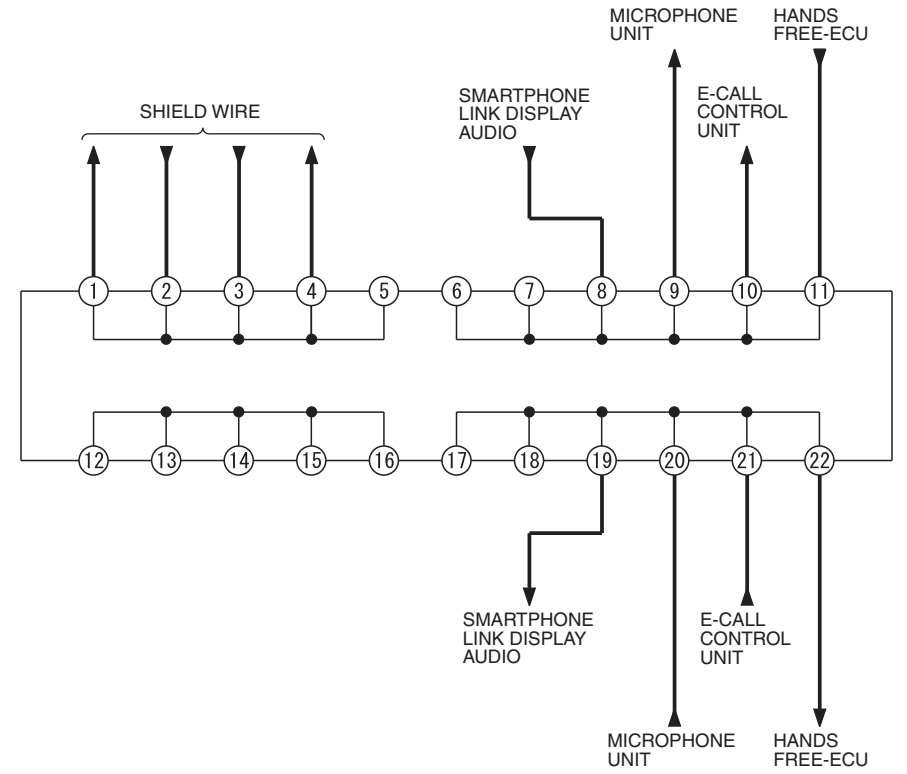 MICROPHONE
UNIT
HANDS
FREE-ECU
SMARTPHONE
LINK DISPLAY
AUDIO
E-CALL
CONTROL
UNIT
SHIELD WIRE
1 2 3 4 5 6 7 8 9 10 11
12 13 14 15 16 17 18 19 20 21 22
SMARTPHONE
LINK DISPLAY
AUDIO
E-CALL
CONTROL
UNIT
MICROPHONE
UNIT
HANDS
FREE-ECU